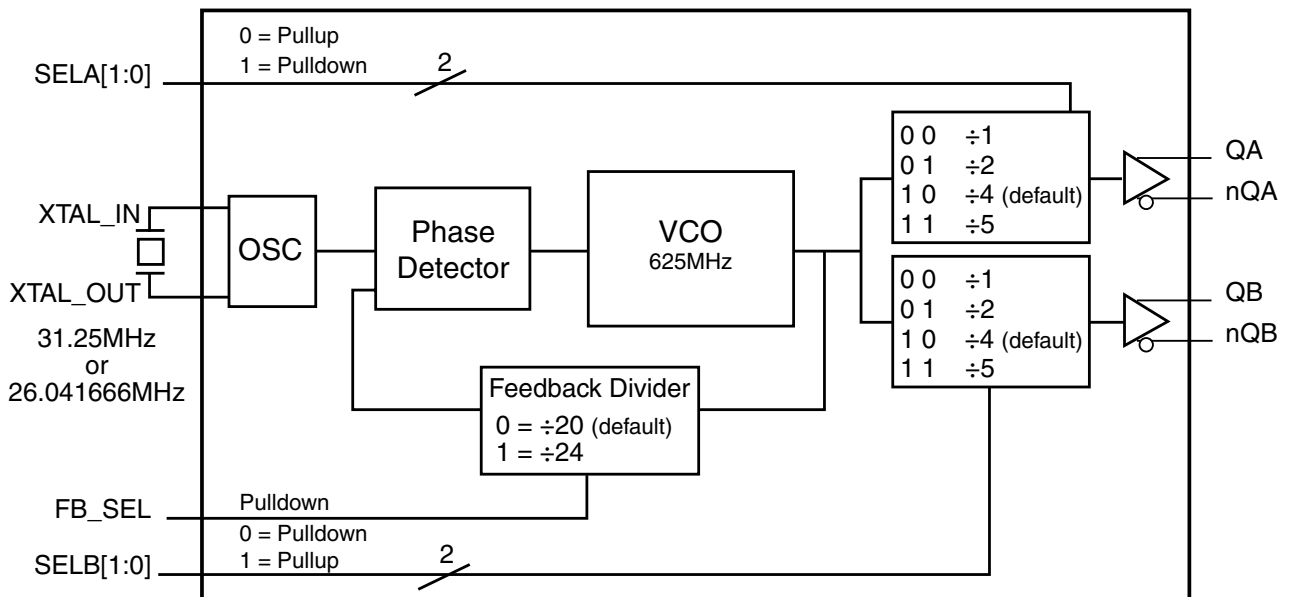 SELA[1:0]
0 = Pullup
1 = Pulldown
2
0 0 ÷1
0 1 ÷2
1 0 ÷4 (default)
1 1 ÷5
QA
nQA
XTAL_IN
OSC
Phase
Detector
VCO
625MHz
XTAL_OUT
31.25MHz
or
26.041666MHz
0 0 ÷1
0 1 ÷2
1 0 ÷4 (default)
1 1 ÷5
QB
nQB
Feedback Divider
0 = ÷20 (default)
1 = ÷24
FB_SEL
Pulldown
SELB[1:0]
0 = Pulldown
1 = Pullup
2